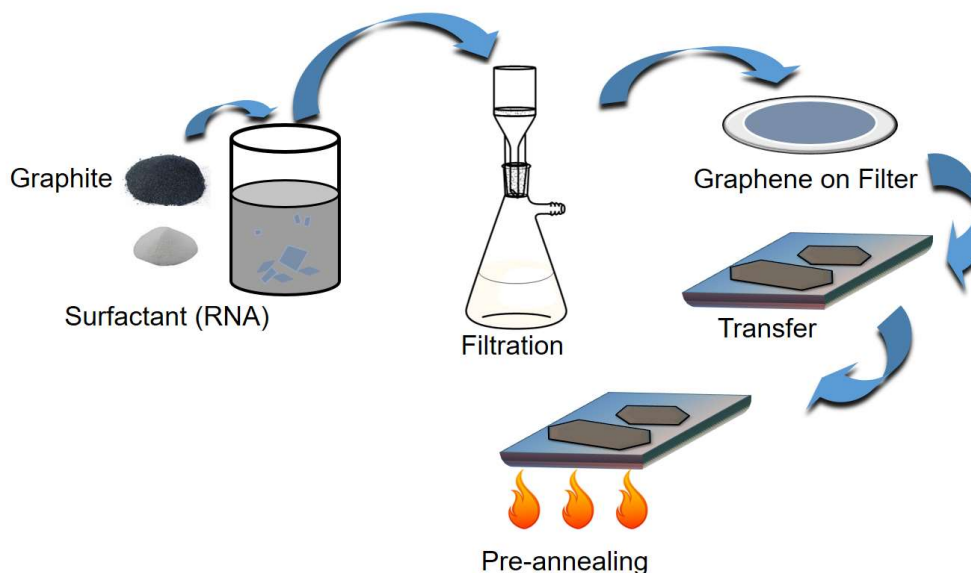 Graphite
Surfactant (RNA)
Filtration
Graphene on Filter
Transfer
Pre-annealing